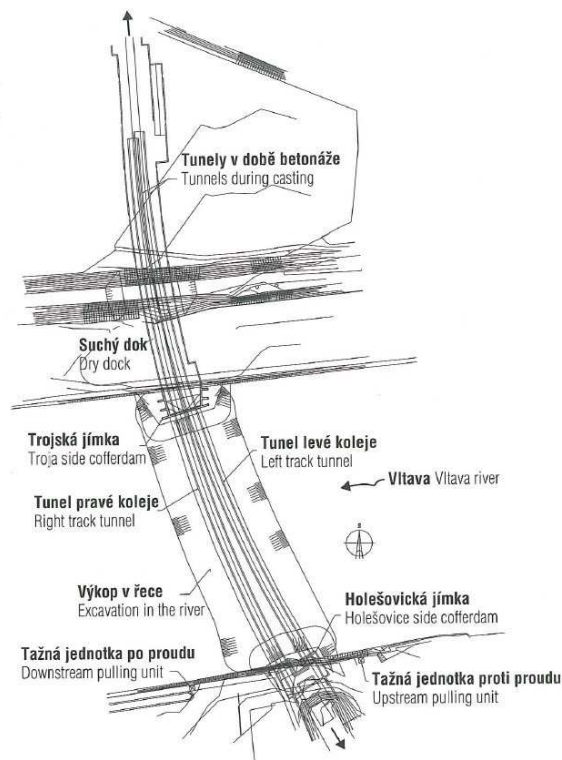 Tunely v době betonáže
Tunnels during casting
Suchý dok
Dry dock
Trojská jímka
Troja side cofferdam
Tunel levé koleje
Left track tunnel
Vltava Vltava river
Tunel pravé koleje
Right track tunnel
Výkop v řece
Excavation in the river
Holešovická jímka
Holešovice side cofferdam
Tažná jednotka po proudu
Downstream pulling unit
Tažná jednotka proti proudu
Upstream pulling unit